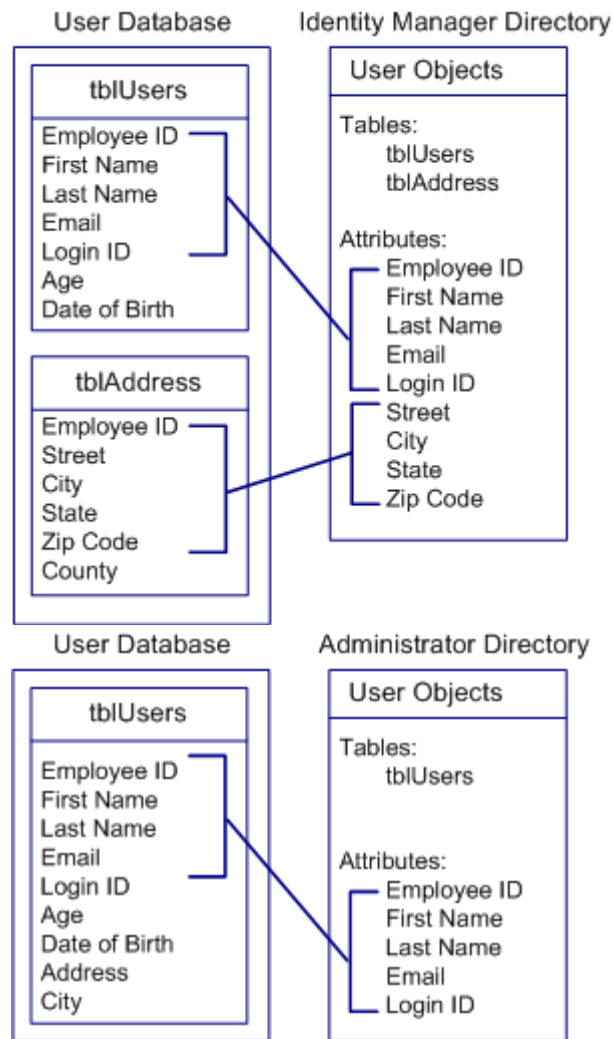 User Database
tblUsers
Employee ID
First Name
Last Name
Email
Login ID
Age
Date of Birth
tblAddress
Employee ID
Street
City
State
Zip Code
County
Identity Manager Directory
User Objects
Tables:
tblUsers
tblAddress
Attributes:
Employee ID
First Name
Last Name
Email
Login ID
Street
City
State
Zip Code
User Database
tblUsers
Employee ID
First Name
Last Name
Email
Login ID
Age
Date of Birth
Address
City
Administrator Directory
User Objects
Tables:
tblUsers
Attributes:
Employee ID
First Name
Last Name
Email
Login ID